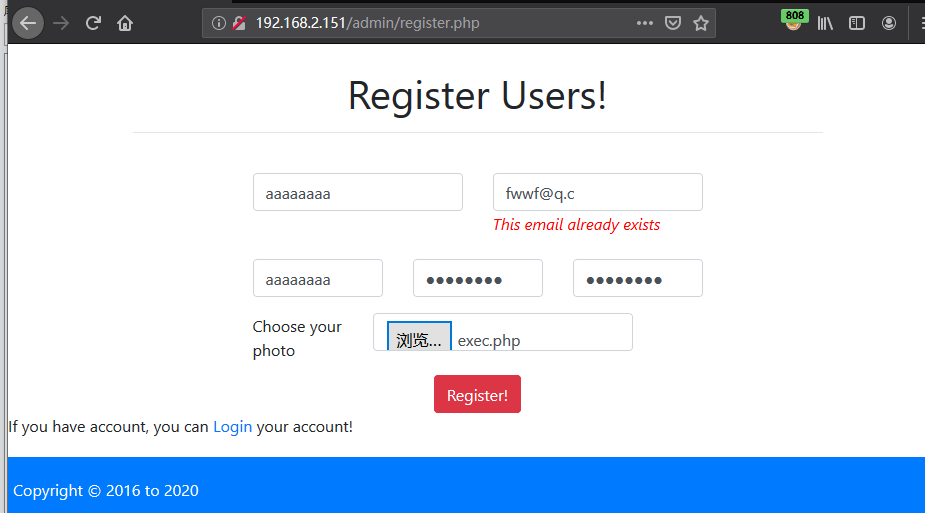 192.168.2.151/admin/register.php
808
Register Users!
aaaaaaaa
fwwf@q.c
This email already exists
aaaaaaaa
●●●●●●●●
●●●●●●●●
Choose your
photo
浏览... exec.php
Register!
If you have account, you can Login your account!
Copyright © 2016 to 2020